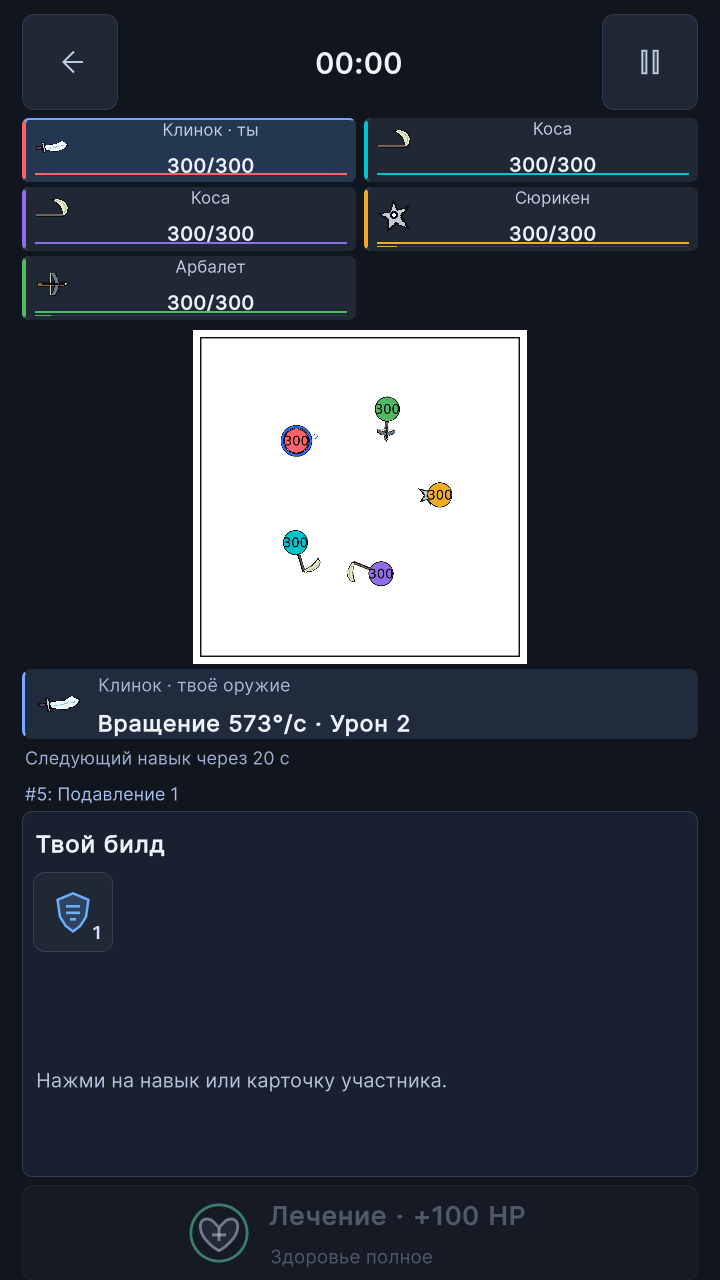 00:00
Клинок · ты
300/300
Коса
300/300
Коса
300/300
Сюрикен
300/300
Арбалет
300/300
300
300
300
300
300
Клинок · твоё оружие
Вращение 573°/с · Урон 2
Следующий навык через 20 с
#5: Подавление 1
Твой билд
1
Нажми на навык или карточку участника.
Лечение · +100 HP
Здоровье полное